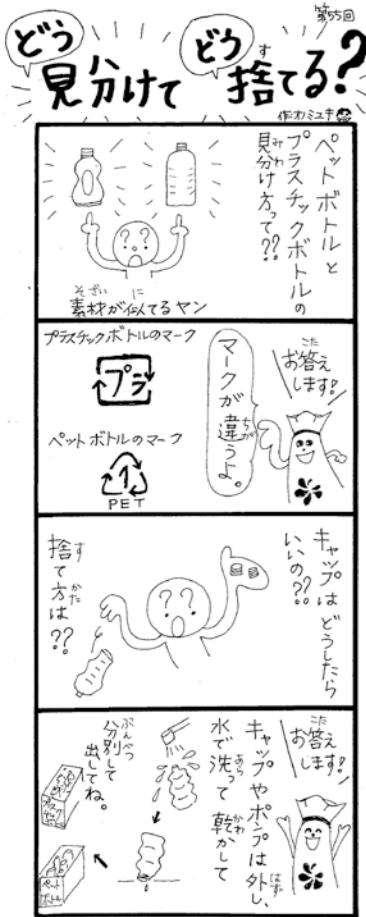 第55回
どう見分けてどう捨てる?
作:オノミユキ
ペットボトルと
プラスチックボトルの
見分け方って??
??
素材が似てるヤン
お答え
します!
マークが違うよ。
プラスチックボトルのマーク
プラ
ペットボトルのマーク
1
PET
キャップはどうしたら
いいの??
??
捨て方は??
お答え
します!
キャップやポンプは外し、
水で洗って乾かして
分別して
出してね。
ペット
ボトル